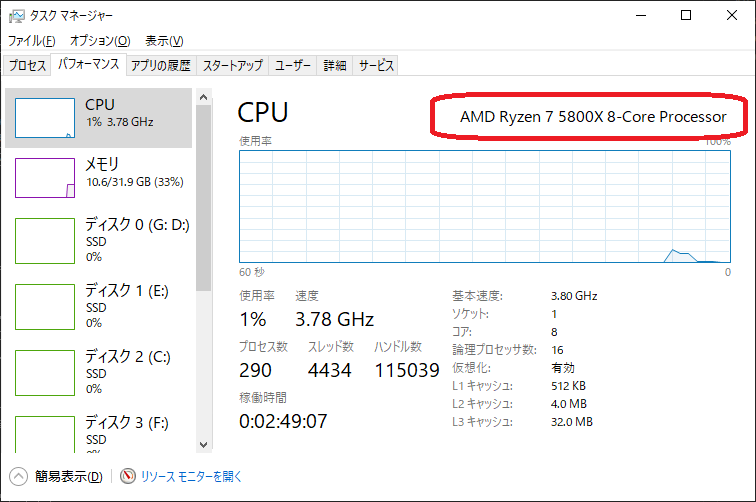 タスク マネージャー
ファイル(F) オプション(O) 表示(V)
プロセス パフォーマンス アプリの履歴 スタートアップ ユーザー 詳細 サービス
CPU
1% 3.78 GHz
メモリ
10.6/31.9 GB (33%)
ディスク 0 (G: D:)
SSD
0%
ディスク 1 (E:)
SSD
0%
ディスク 2 (C:)
SSD
0%
ディスク 3 (F:)
SSD
0%
CPU AMD Ryzen 7 5800X 8-Core Processor
使用率 100%
60 秒 0
使用率 速度
1% 3.78 GHz
プロセス数 スレッド数 ハンドル数
290 4434 115039
稼働時間
0:02:49:07
基本速度: 3.80 GHz
ソケット: 1
コア: 8
論理プロセッサ数: 16
仮想化: 有効
L1 キャッシュ: 512 KB
L2 キャッシュ: 4.0 MB
L3 キャッシュ: 32.0 MB
簡易表示(D) リソース モニターを開く